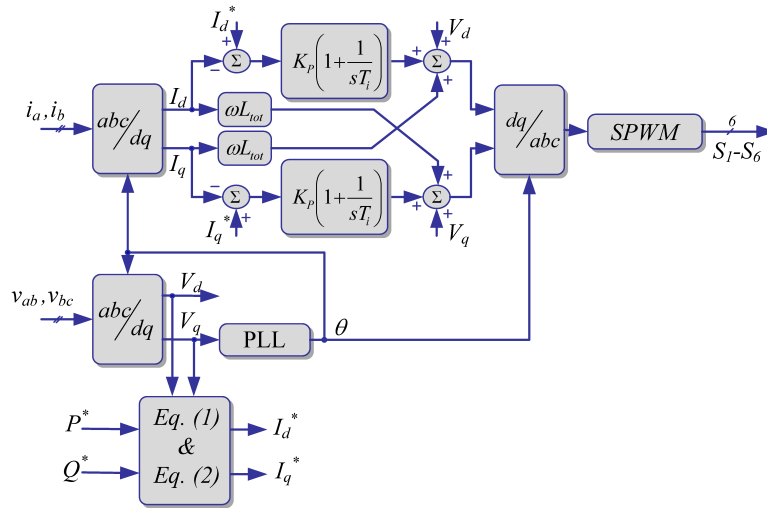 I_d^*
+
−
Σ
K_P(1+1/(sT_i))
+
V_d
+
Σ
+
i_a,i_b
abc/dq
I_d
ωL_tot
I_q
ωL_tot
dq/abc
SPWM
6
S_1-S_6
−
Σ
+
I_q^*
K_P(1+1/(sT_i))
+
+
Σ
+
V_q
v_ab,v_bc
abc/dq
V_d
V_q
PLL
θ
P^*
Q^*
Eq. (1)
&
Eq. (2)
I_d^*
I_q^*